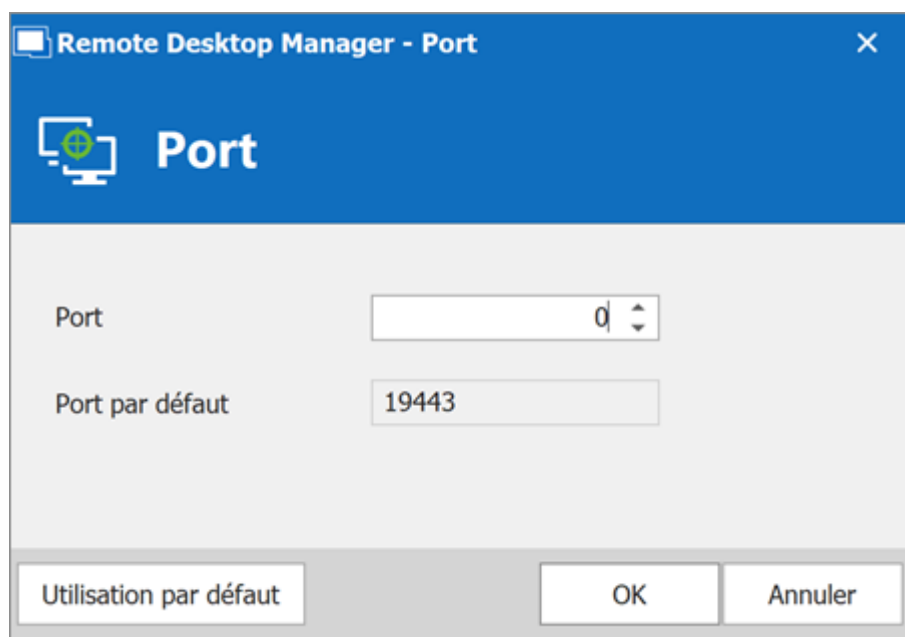 Remote Desktop Manager - Port
Port
Port 0
Port par défaut 19443
Utilisation par défaut OK Annuler